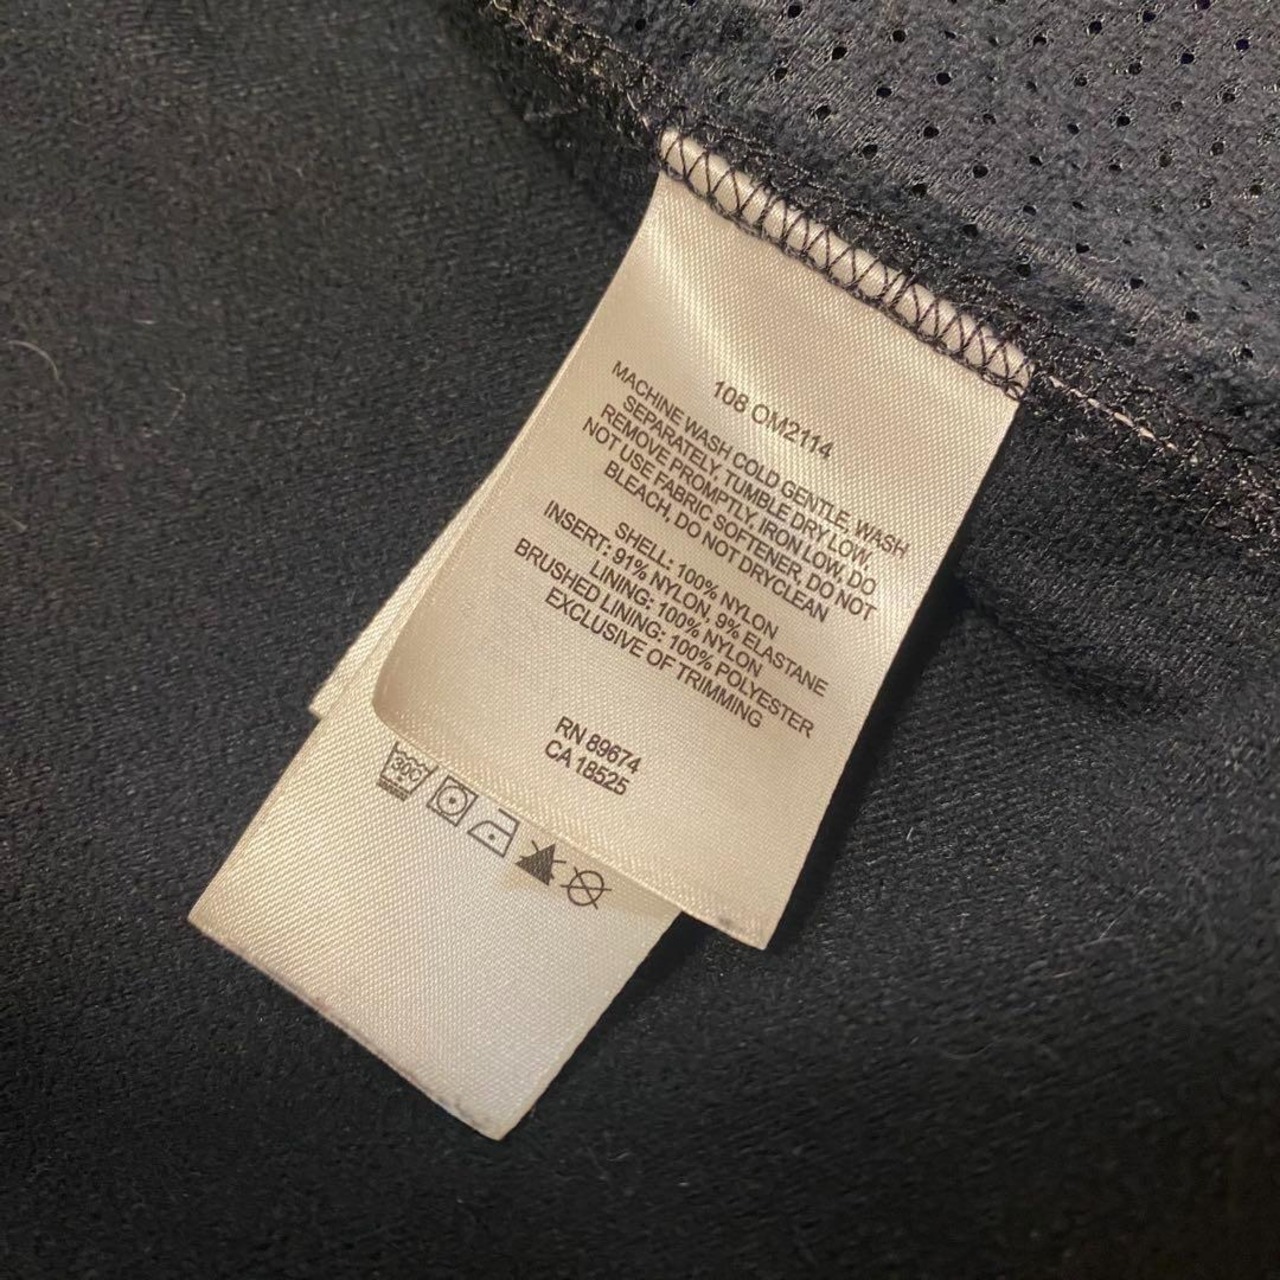 108 OM2114
MACHINE WASH COLD GENTLE, WASH
SEPARATELY, TUMBLE DRY LOW,
REMOVE PROMPTLY, IRON LOW, DO
NOT USE FABRIC SOFTENER, DO NOT
BLEACH, DO NOT DRYCLEAN
SHELL: 100% NYLON
INSERT: 91% NYLON, 9% ELASTANE
LINING: 100% NYLON
BRUSHED LINING: 100% POLYESTER
EXCLUSIVE OF TRIMMING
RN 89674
CA 18525
30C